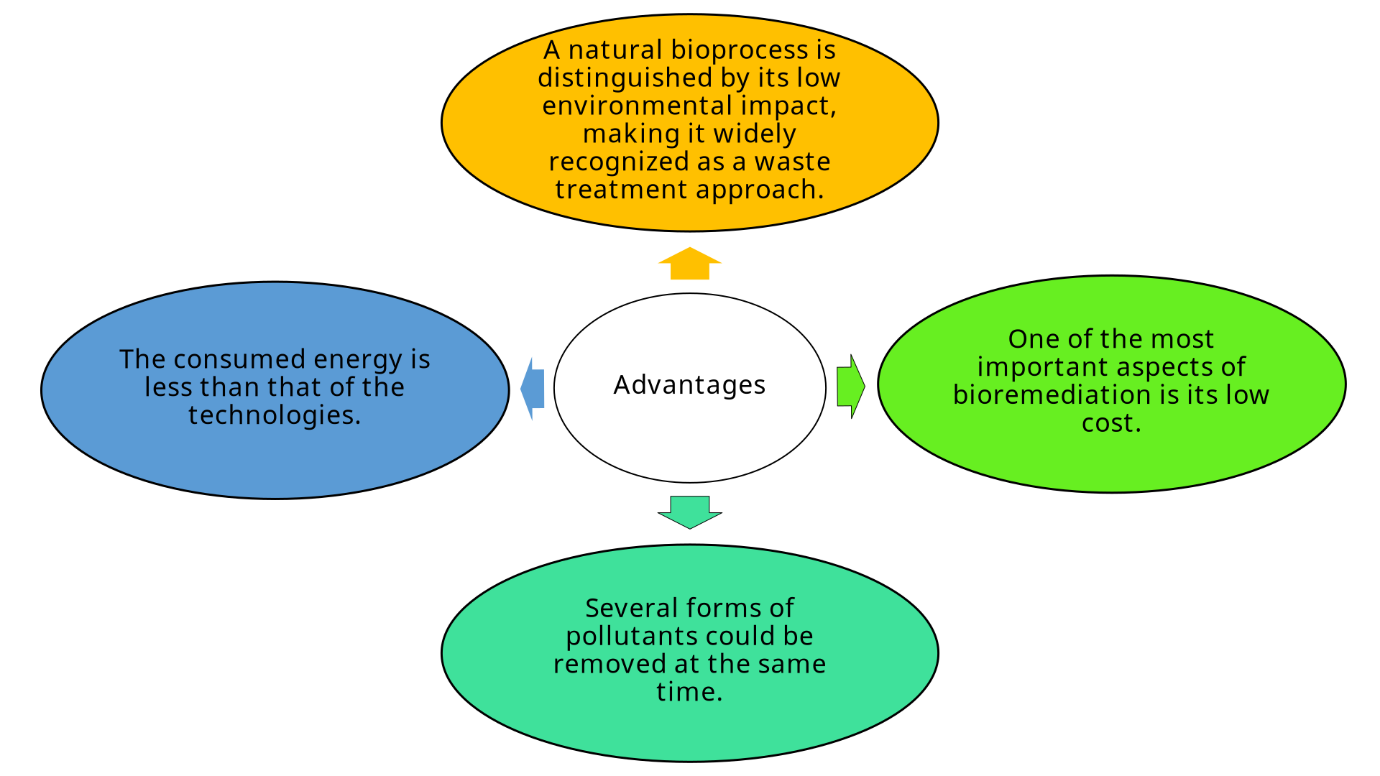 A natural bioprocess is
distinguished by its low
environmental impact,
making it widely
recognized as a waste
treatment approach.
The consumed energy is
less than that of the
technologies.
Advantages
One of the most
important aspects of
bioremediation is its low
cost.
Several forms of
pollutants could be
removed at the same
time.